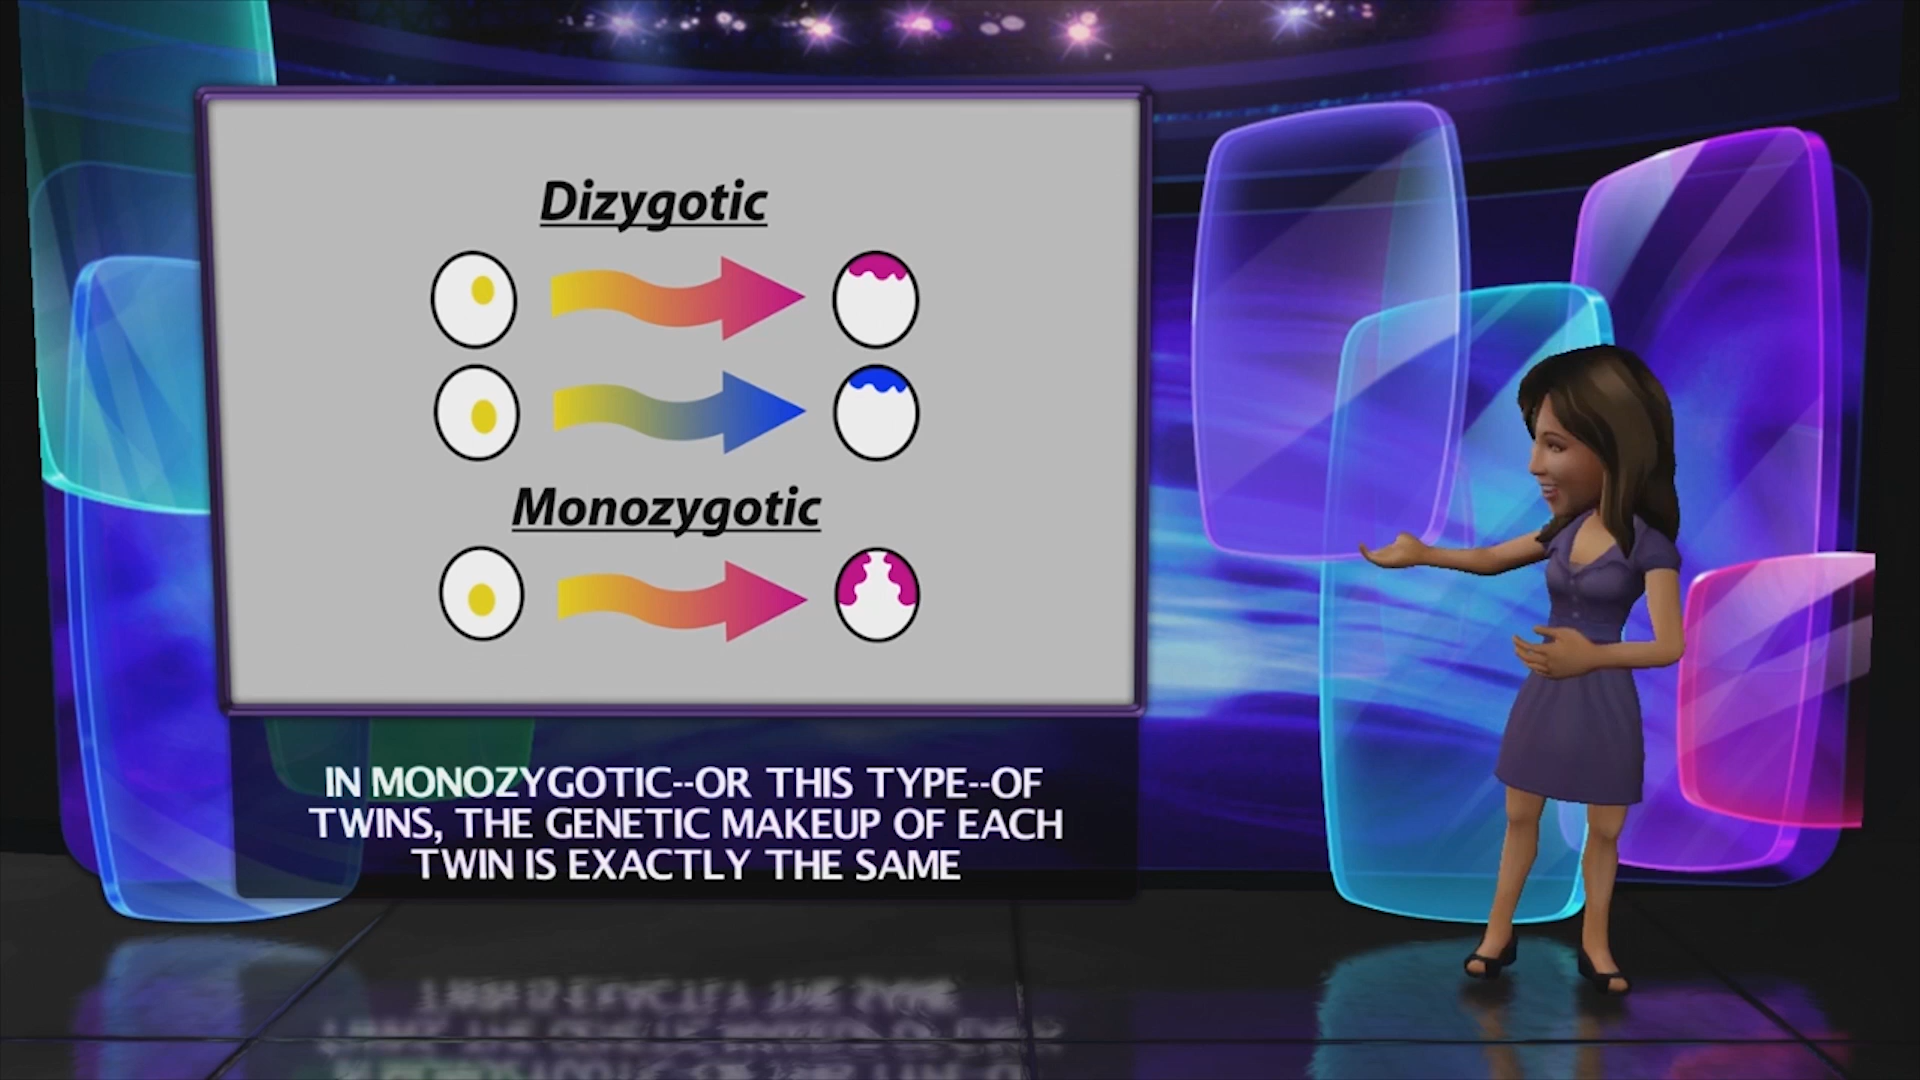 Dizygotic
Monozygotic
IN MONOZYGOTIC--OR THIS TYPE--OF
TWINS, THE GENETIC MAKEUP OF EACH
TWIN IS EXACTLY THE SAME